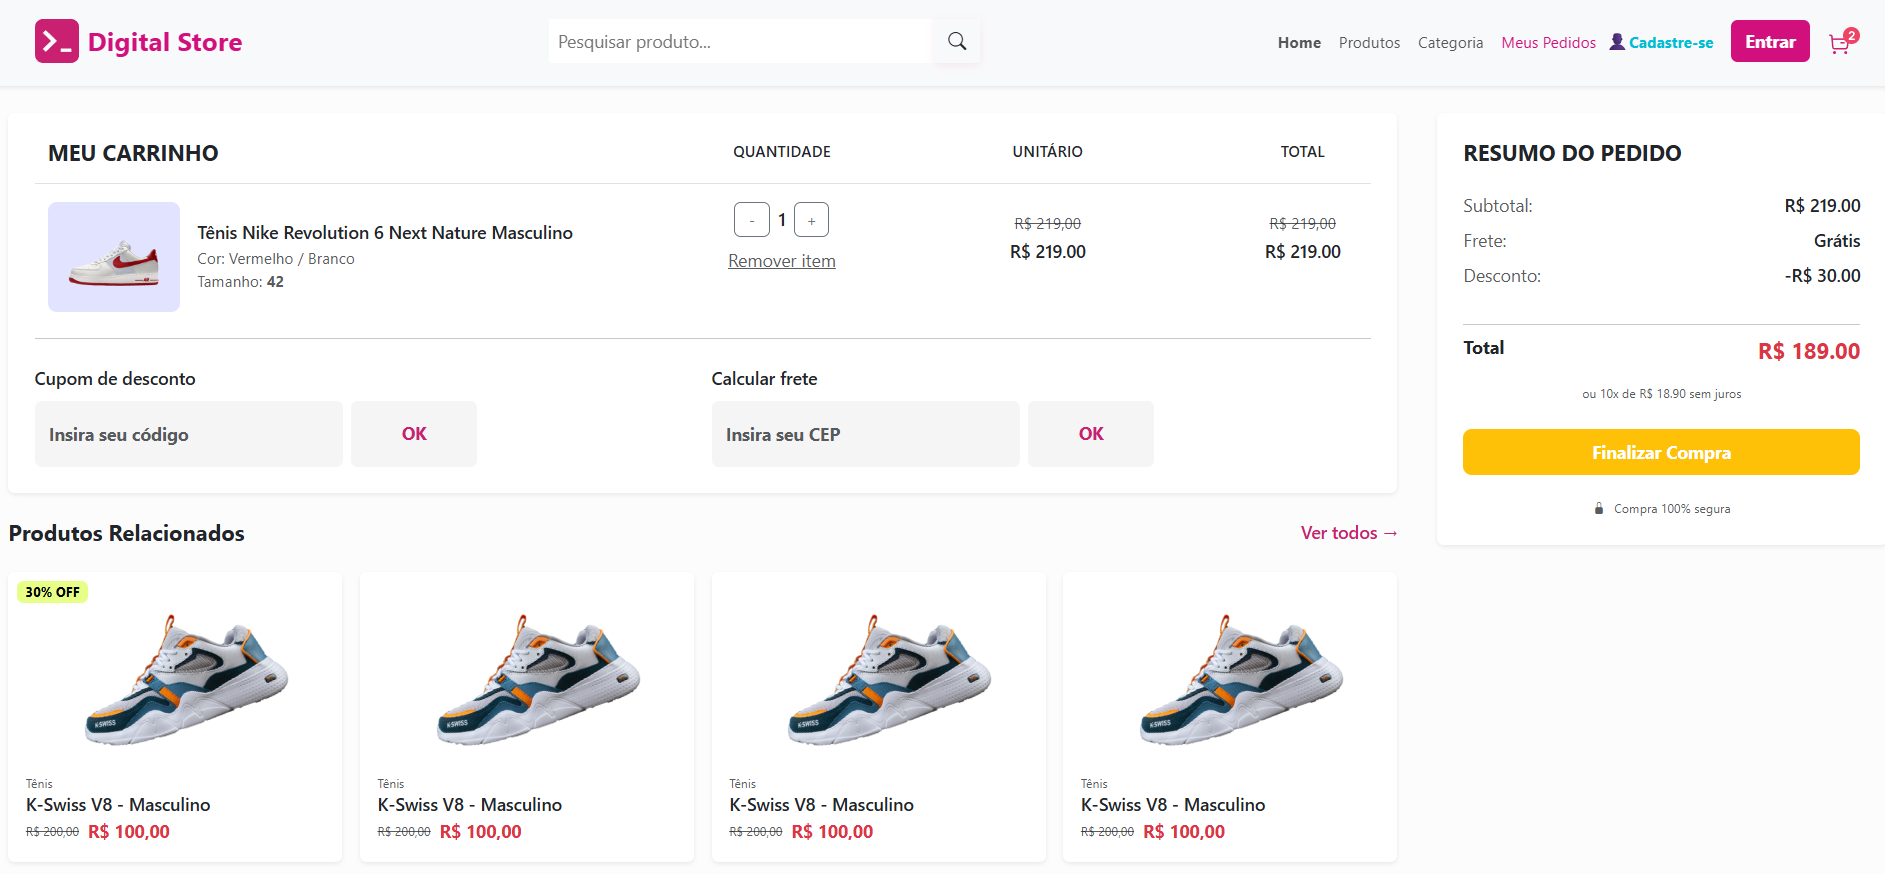 Digital Store
Pesquisar produto...
Home Produtos Categoria Meus Pedidos Cadastre-se Entrar 2
MEU CARRINHO QUANTIDADE UNITÁRIO TOTAL
Tênis Nike Revolution 6 Next Nature Masculino
Cor: Vermelho / Branco
Tamanho: 42
- 1 +
Remover item
R$ 219,00
R$ 219.00
R$ 219,00
R$ 219.00
Cupom de desconto
Insira seu código OK
Calcular frete
Insira seu CEP OK
RESUMO DO PEDIDO
Subtotal: R$ 219.00
Frete: Grátis
Desconto: -R$ 30.00
Total R$ 189.00
ou 10x de R$ 18.90 sem juros
Finalizar Compra
Compra 100% segura
Produtos Relacionados Ver todos →
30% OFF
K-SWISS
Tênis
K-Swiss V8 - Masculino
R$ 200,00 R$ 100,00
K-SWISS
Tênis
K-Swiss V8 - Masculino
R$ 200,00 R$ 100,00
K-SWISS
Tênis
K-Swiss V8 - Masculino
R$ 200,00 R$ 100,00
K-SWISS
Tênis
K-Swiss V8 - Masculino
R$ 200,00 R$ 100,00